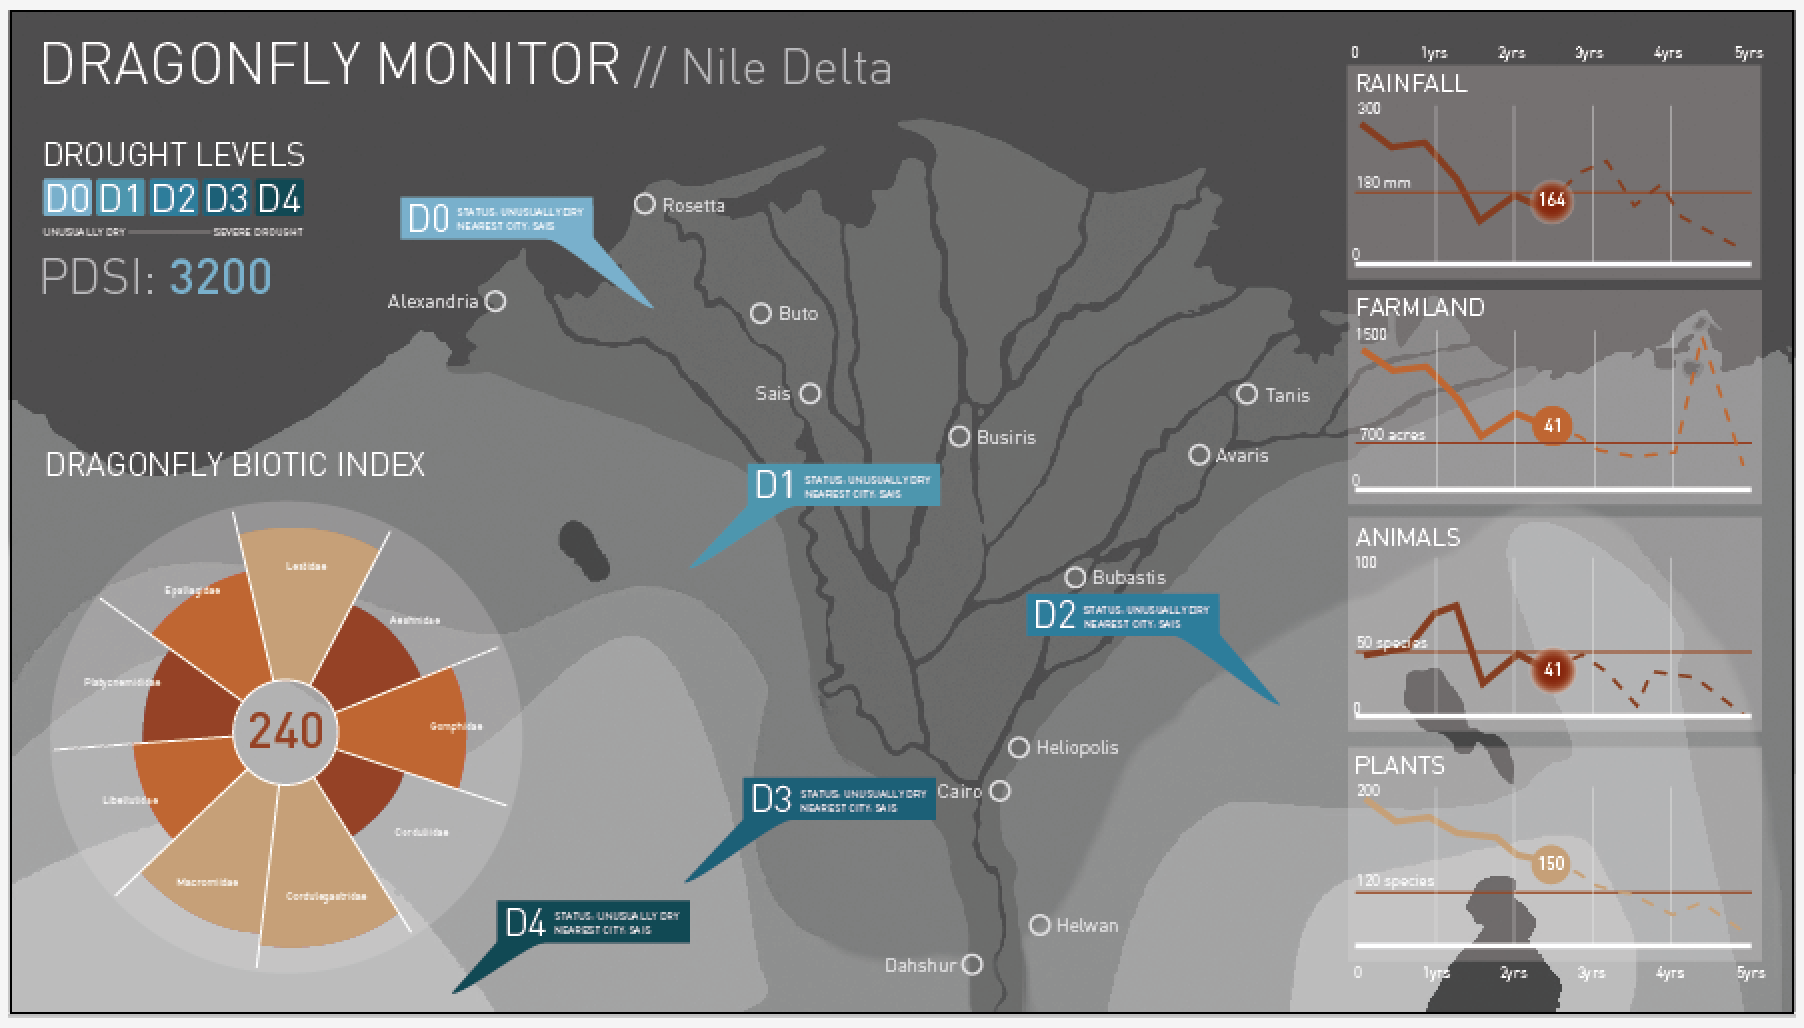 DRAGONFLY MONITOR // Nile Delta
DROUGHT LEVELS
D0 D1 D2 D3 D4
UNUSUALLY DRY SEVERE DROUGHT
PDSI: 3200
D0 STATUS: UNUSUALLY DRY
NEAREST CITY: SAIS
Rosetta
Alexandria
Buto
Sais
Busiris
Tanis
Avaris
D1 STATUS: UNUSUALLY DRY
NEAREST CITY: SAIS
Bubastis
D2 STATUS: UNUSUALLY DRY
NEAREST CITY: SAIS
Heliopolis
Cairo
D3 STATUS: UNUSUALLY DRY
NEAREST CITY: SAIS
D4 STATUS: UNUSUALLY DRY
NEAREST CITY: SAIS
Helwan
Dahshur
DRAGONFLY BIOTIC INDEX
Lestidae
Epallagidae
Aeshnidae
Platycnemididae
Gomphidae
240
Libellulidae
Corduliidae
Macromiidae
Cordulegastridae
0 1yrs 2yrs 3yrs 4yrs 5yrs
RAINFALL
300
180 mm
164
0
FARMLAND
1500
41
700 acres
0
ANIMALS
100
50 species
41
0
PLANTS
200
150
120 species
0 1yrs 2yrs 3yrs 4yrs 5yrs